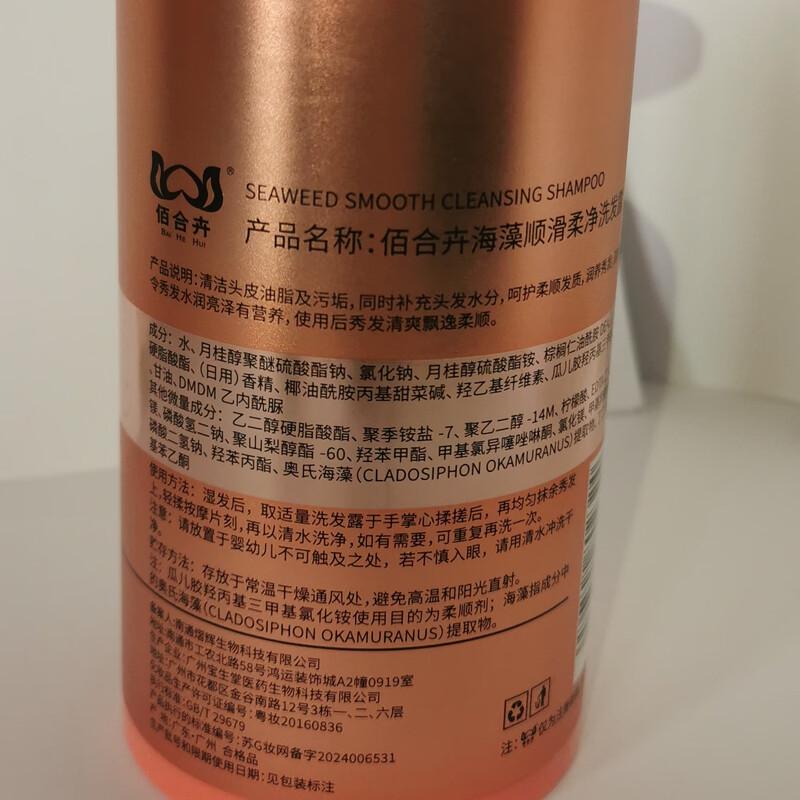 ®
SEAWEED SMOOTH CLEANSING SHAMPOO
佰合卉
BAI HE HUI
产品名称：佰合卉海藻顺滑柔净洗发露
产品说明：清洁头皮油脂及污垢，同时补充头发水分，呵护柔顺发质，润养秀发
令秀发水润亮泽有营养，使用后秀发清爽飘逸柔顺。
成分：水、月桂醇聚醚硫酸酯钠、氯化钠、月桂醇硫酸酯铵、棕榈仁油酰胺
硬脂酸酯、(日用）香精、椰油酰胺丙基甜菜碱、羟乙基纤维素、瓜儿胶羟丙基三
、甘油、DMDM 乙内酰脲
其他微量成分：乙二醇硬脂酸酯、聚季铵盐 -7、聚乙二醇 -14M、柠檬酸、
镁、磷酸氢二钠、聚山梨醇酯 -60、羟苯甲酯、甲基氯异噻唑啉酮、氯化镁、
磷酸二氢钠、羟苯丙酯、奥氏海藻（CLADOSIPHON OKAMURANUS）提取物、
基苯乙酮
使用方法：湿发后，取适量洗发露于手掌心揉搓后，再均匀抹余秀发
上,轻揉按摩片刻,再以清水洗净,如有需要,可重复再洗一次。
注意：请放置于婴幼儿不可触及之处，若不慎入眼，请用清水冲洗干
净。
贮存方法：存放于常温干燥通风处，避免高温和阳光直射。
注：瓜儿胶羟丙基三甲基氯化铵使用目的为柔顺剂；海藻指成分中
的奥氏海藻（CLADOSIPHON OKAMURANUS）提取物。
备案人:南通熠辉生物科技有限公司
地址:南通市工农北路58号鸿运装饰城A2幢0919室
生产企业:广州宝生堂医药生物科技有限公司
地址:广州市花都区金谷南路12号3栋一、二、六层
化妆品生产许可证编号:粤妆20160836
执行标准:GB/T 29679
产品执行的标准编号:苏G妆网备字2024006531
产 地:广东·广州 合格品
生产批号和限期使用日期:见包装标注
注：
仅为注册